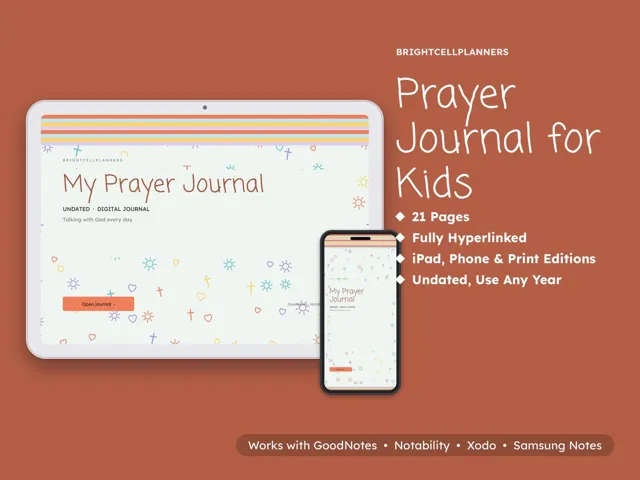 BRIGHTCELLPLANNERS
Prayer
Journal for
Kids
21 Pages
Fully Hyperlinked
iPad, Phone & Print Editions
Undated, Use Any Year
BRIGHTCELLPLANNERS
My Prayer Journal
UNDATED · DIGITAL JOURNAL
Talking with God every day
Open Journal
My Prayer
Journal
Works with GoodNotes • Notability • Xodo • Samsung Notes